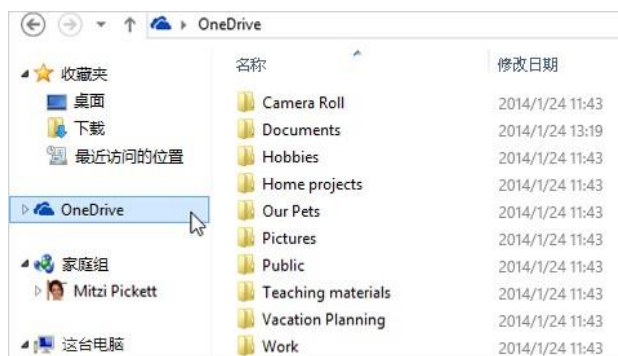 OneDrive
收藏夹
桌面
下载
最近访问的位置
OneDrive
家庭组
Mitzi Pickett
这台电脑
名称 修改日期
Camera Roll 2014/1/24 11:43
Documents 2014/1/24 13:19
Hobbies 2014/1/24 11:43
Home projects 2014/1/24 11:43
Our Pets 2014/1/24 11:43
Pictures 2014/1/24 11:43
Public 2014/1/24 11:43
Teaching materials 2014/1/24 11:43
Vacation Planning 2014/1/24 11:43
Work 2014/1/24 11:43